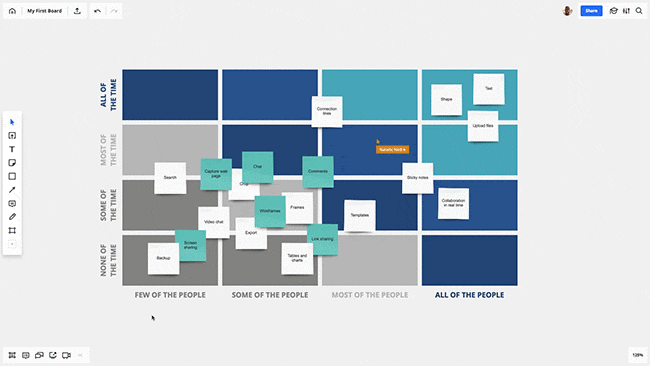 My First Board
Share
ALL OF
THE TIME
MOST OF
THE TIME
SOME OF
THE TIME
NONE OF
THE TIME
Shape
Text
Upload files
Connection
lines
Search
Capture web
page
Chat
Comments
Sticky notes
Collaboration
in real time
Wireframes
Frames
Templates
Video chat
Export
Link sharing
Screen
sharing
Backup
Tables and
charts
FEW OF THE PEOPLE
SOME OF THE PEOPLE
MOST OF THE PEOPLE
ALL OF THE PEOPLE
128%